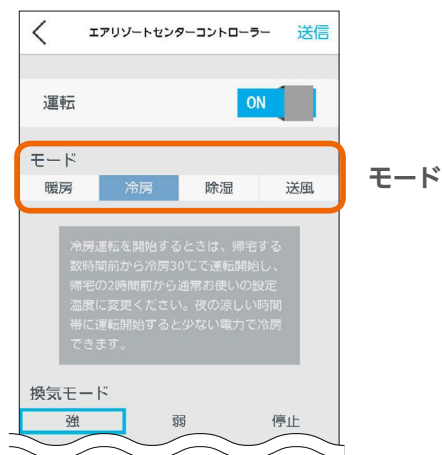 エアリゾートセンターコントローラー 送信
運転 ON
モード
暖房 冷房 除湿 送風
モード
冷房運転を開始するときは、帰宅する
数時間前から冷房30℃で運転開始し、
帰宅の2時間前から通常お使いの設定
温度に変更ください。夜の涼しい時間
帯に運転開始すると少ない電力で冷房
できます。
換気モード
強 弱 停止